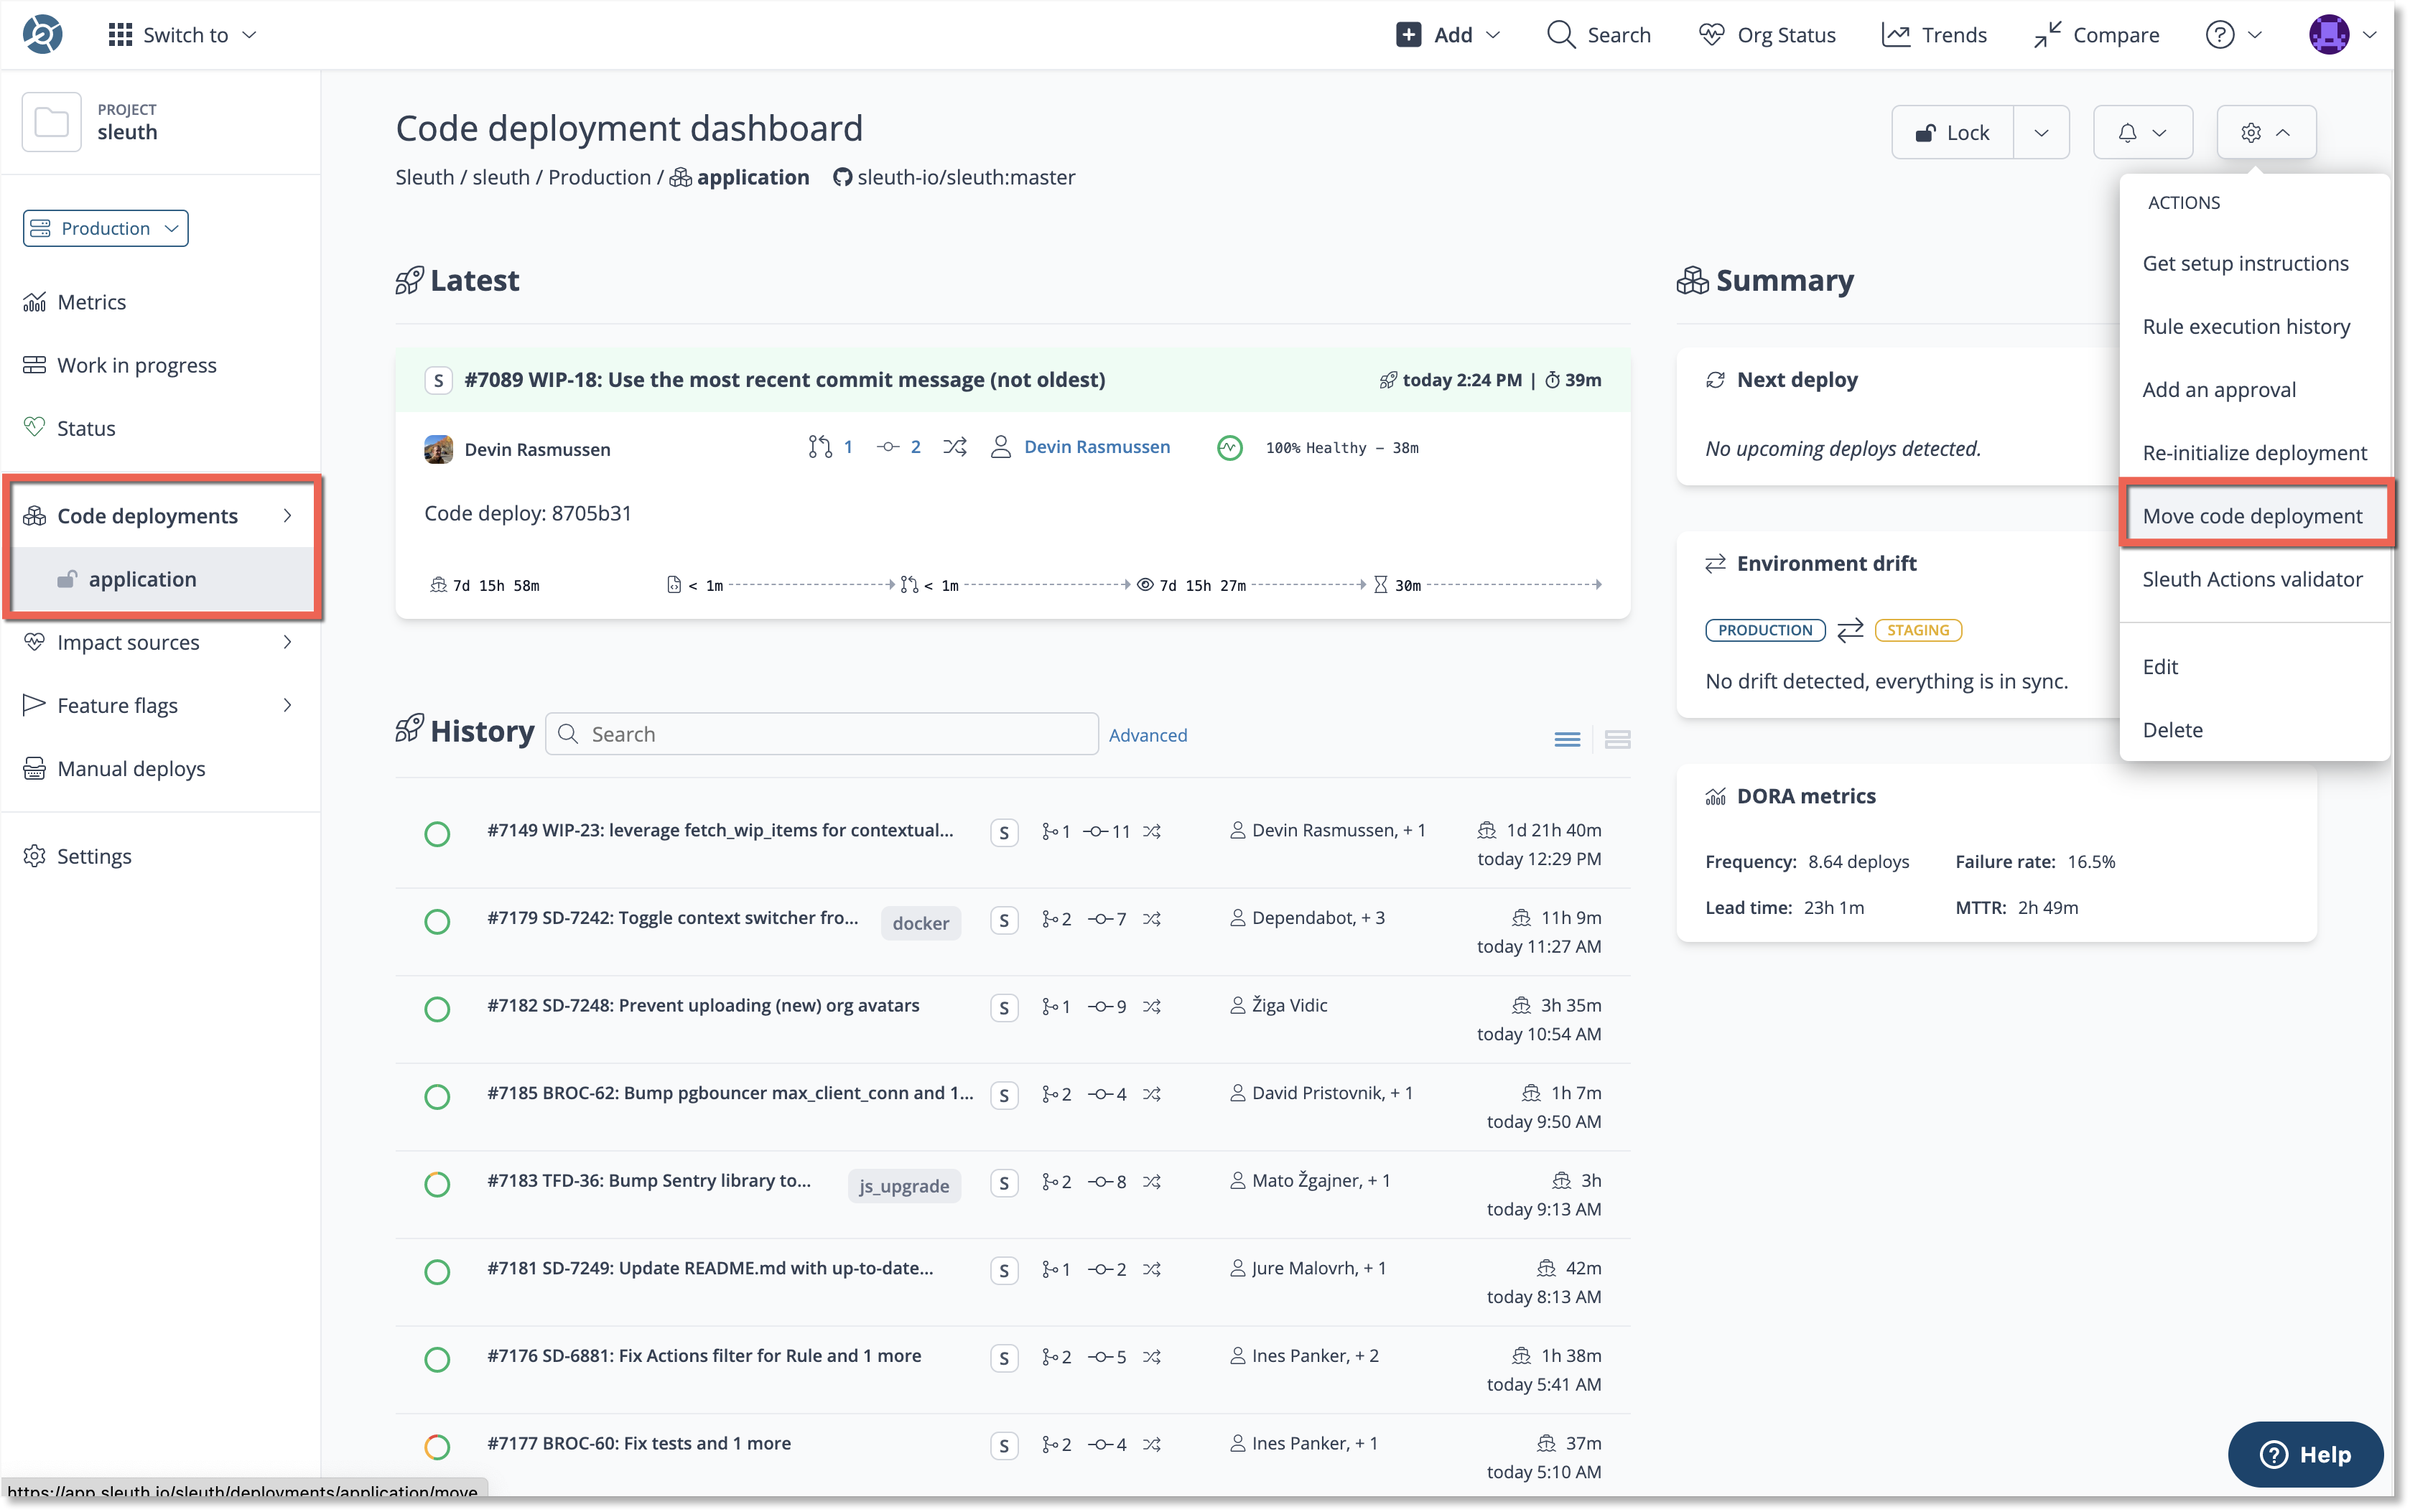 Switch to
Add
Search
Org Status
Trends
Compare
PROJECT
sleuth
Production
Metrics
Work in progress
Status
Code deployments
application
Impact sources
Feature flags
Manual deploys
Settings
Code deployment dashboard
Sleuth / sleuth / Production / application sleuth-io/sleuth:master
Lock
ACTIONS
Get setup instructions
Rule execution history
Add an approval
Re-initialize deployment
Move code deployment
Sleuth Actions validator
Edit
Delete
Latest
S #7089 WIP-18: Use the most recent commit message (not oldest) today 2:24 PM | 39m
Devin Rasmussen 1 2 Devin Rasmussen 100% Healthy – 38m
Code deploy: 8705b31
7d 15h 58m < 1m < 1m 7d 15h 27m 30m
Summary
Next deploy
No upcoming deploys detected.
Environment drift
PRODUCTION STAGING
No drift detected, everything is in sync.
DORA metrics
Frequency: 8.64 deploys Failure rate: 16.5%
Lead time: 23h 1m MTTR: 2h 49m
History Search Advanced
#7149 WIP-23: leverage fetch_wip_items for contextual... S 1 11 Devin Rasmussen, + 1 1d 21h 40m
today 12:29 PM
#7179 SD-7242: Toggle context switcher fro... docker S 2 7 Dependabot, + 3 11h 9m
today 11:27 AM
#7182 SD-7248: Prevent uploading (new) org avatars S 1 9 Žiga Vidic 3h 35m
today 10:54 AM
#7185 BROC-62: Bump pgbouncer max_client_conn and 1... S 2 4 David Pristovnik, + 1 1h 7m
today 9:50 AM
#7183 TFD-36: Bump Sentry library to... js_upgrade S 2 8 Mato Žgajner, + 1 3h
today 9:13 AM
#7181 SD-7249: Update README.md with up-to-date... S 1 2 Jure Malovrh, + 1 42m
today 8:13 AM
#7176 SD-6881: Fix Actions filter for Rule and 1 more S 2 5 Ines Panker, + 2 1h 38m
today 5:41 AM
#7177 BROC-60: Fix tests and 1 more S 2 4 Ines Panker, + 1 37m
today 5:10 AM
Help
https://app.sleuth.io/sleuth/deployments/application/move